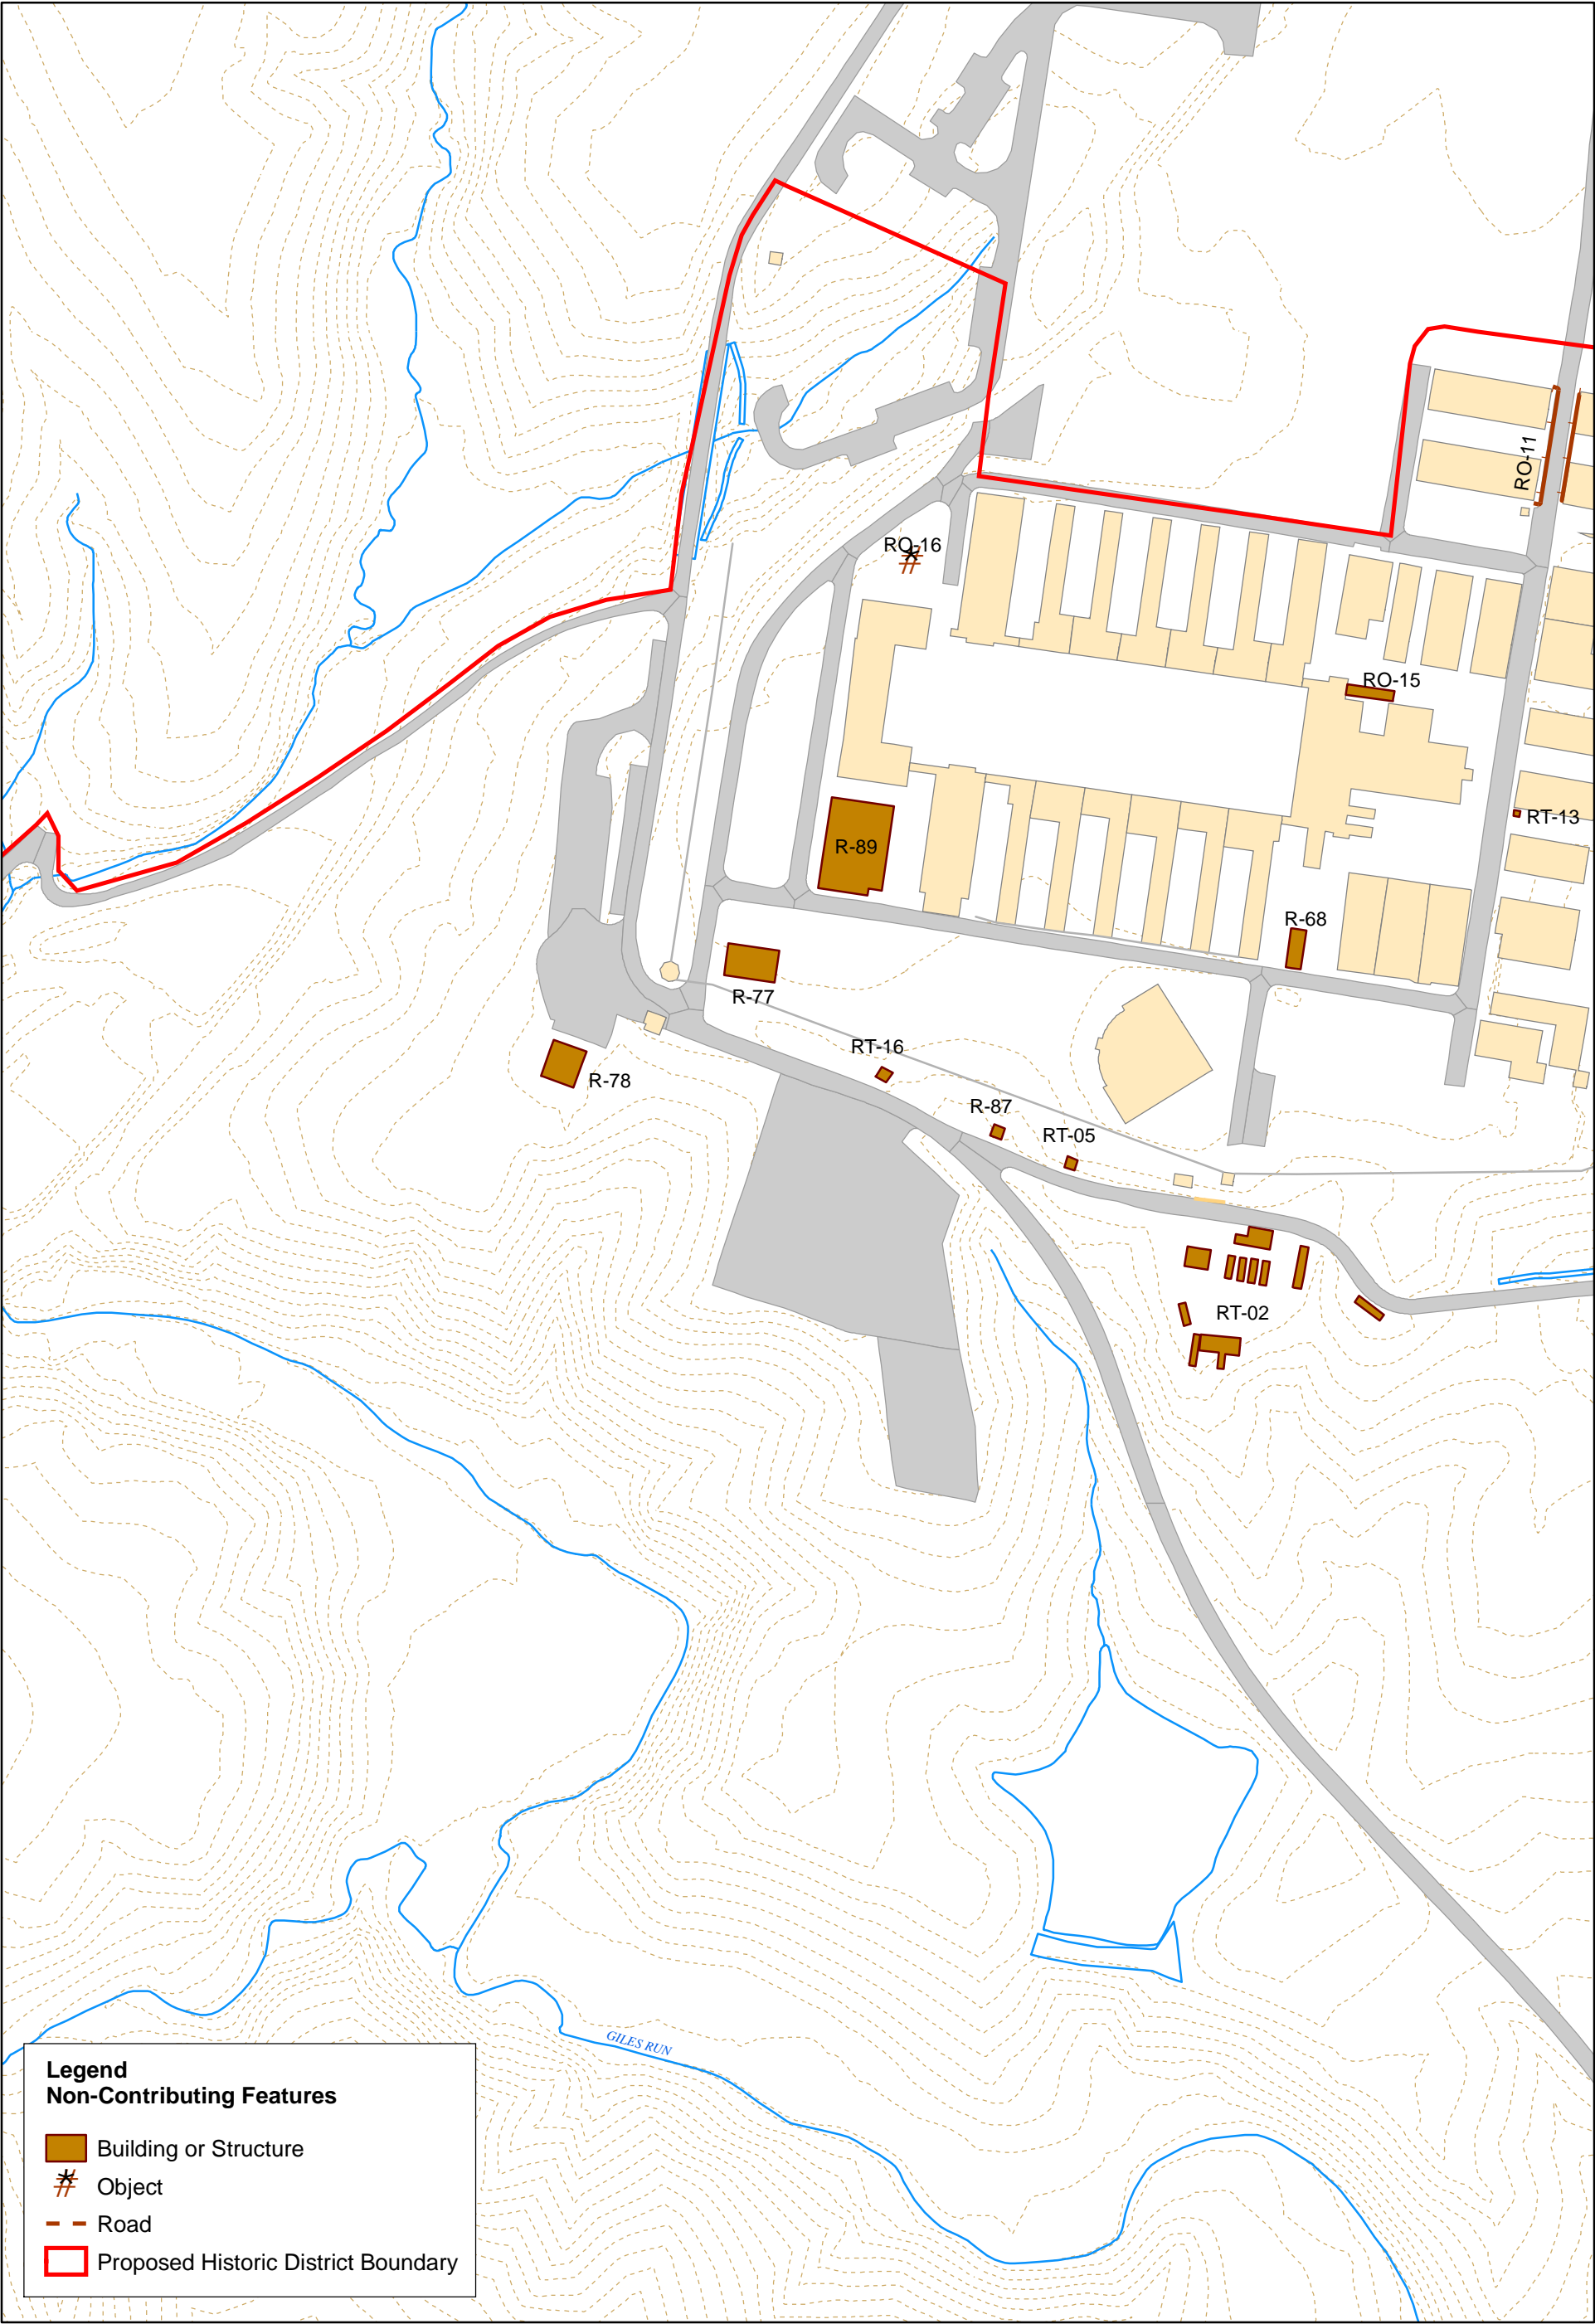 RO-11
RO-16
RO-15
RT-13
R-89
R-68
R-77
RT-16
R-78
R-87
RT-05
RT-02
GILES RUN
Legend
Non-Contributing Features
Building or Structure
Object
Road
Proposed Historic District Boundary